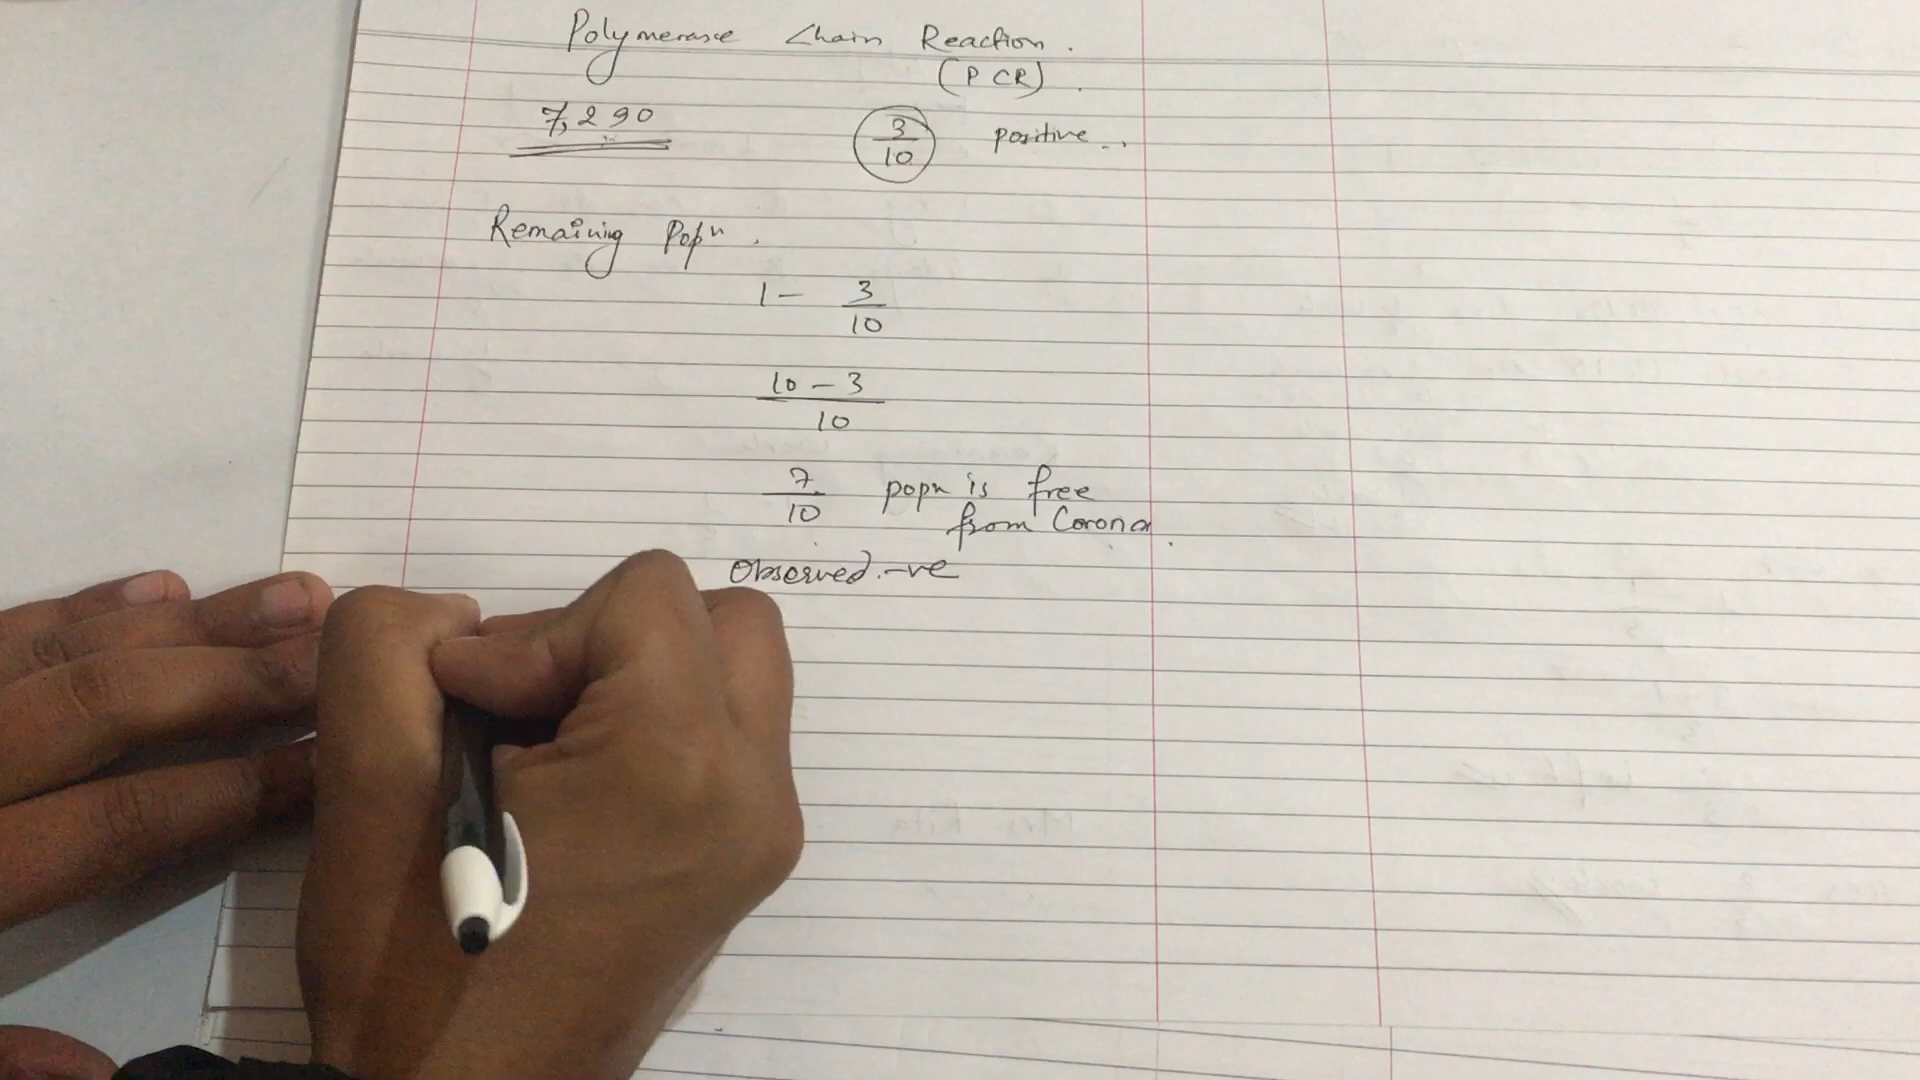 Polymerase Chain Reaction.
(PCR).
7,290 3/10 positive..
Remaining Popⁿ.
1 - 3/10
10 - 3
10
7/10 popn is free
from Corona.
Observed.-ve